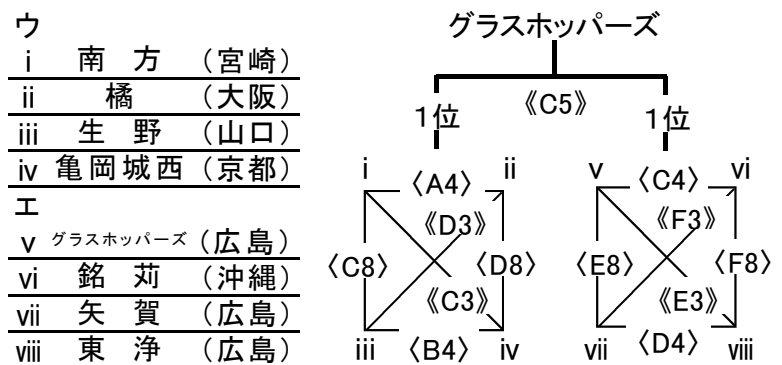 ウ
ⅰ 南方 （宮崎）
ⅱ 橘 （大阪）
ⅲ 生野 （山口）
ⅳ 亀岡城西 （京都）
エ
ⅴ グラスホッパーズ （広島）
ⅵ 銘苅 （沖縄）
ⅶ 矢賀 （広島）
ⅷ 東浄 （広島）
グラスホッパーズ
《C5》
1位 1位
ⅰ 〈A4〉 ⅱ
《D3》
〈C8〉 〈D8〉
《C3》
ⅲ 〈B4〉 ⅳ
ⅴ 〈C4〉 ⅵ
《F3》
〈E8〉 〈F8〉
《E3》
ⅶ 〈D4〉 ⅷ